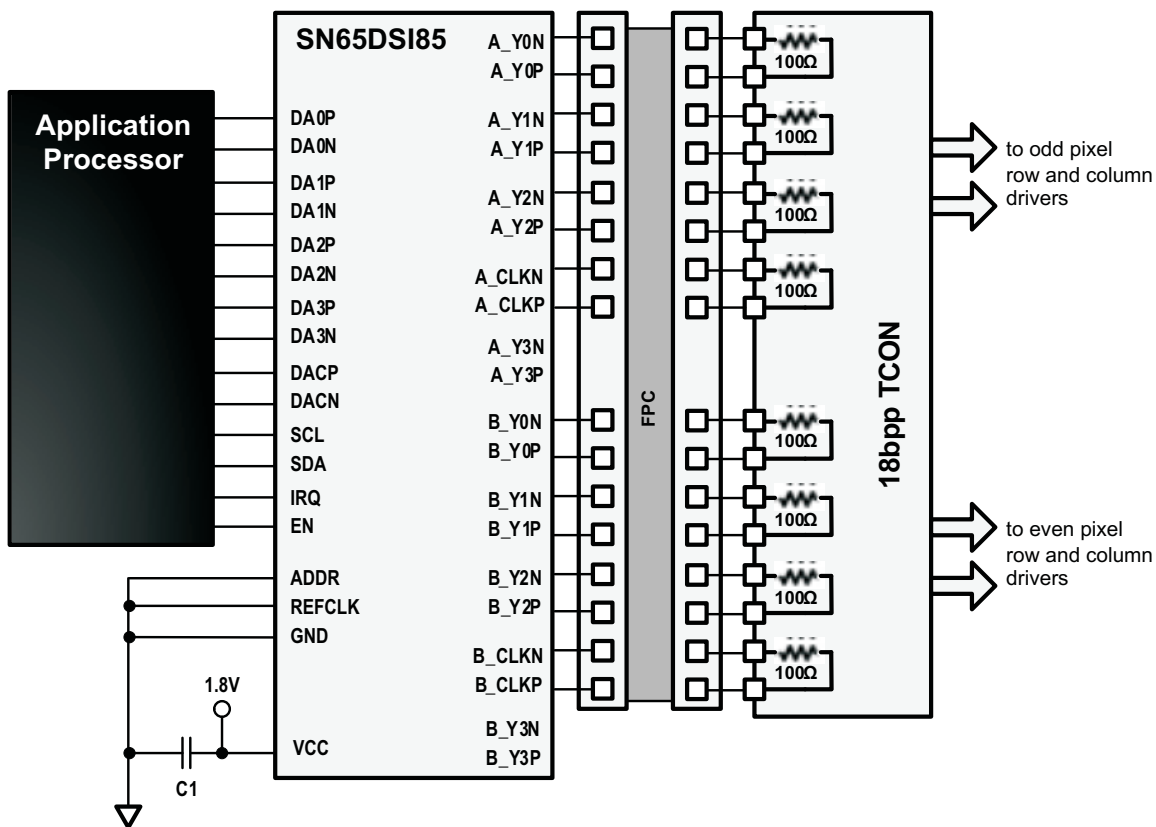 SN65DSI85
Application
Processor
DA0P
DA0N
DA1P
DA1N
DA2P
DA2N
DA3P
DA3N
DACP
DACN
SCL
SDA
IRQ
EN
ADDR
REFCLK
GND
1.8V
VCC
C1
A_Y0N
A_Y0P
A_Y1N
A_Y1P
A_Y2N
A_Y2P
A_CLKN
A_CLKP
A_Y3N
A_Y3P
B_Y0N
B_Y0P
B_Y1N
B_Y1P
B_Y2N
B_Y2P
B_CLKN
B_CLKP
B_Y3N
B_Y3P
FPC
100Ω
100Ω
100Ω
100Ω
100Ω
100Ω
100Ω
100Ω
18bpp TCON
to odd pixel
row and column
drivers
to even pixel
row and column
drivers